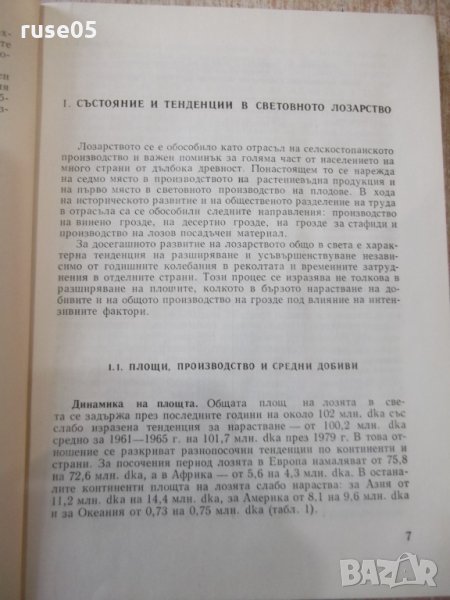 ruse05
1. СЪСТОЯНИЕ И ТЕНДЕНЦИИ В СВЕТОВНОТО ЛОЗАРСТВО
Лозарството се е обособило като отрасъл на селскостопанското
производство и важен поминък за голяма част от населението на
много страни от дълбока древност. Понастоящем то се нарежда
на седмо място в производството на растениевъдна продукция и
на първо място в световното производство на плодове. В хода
на историческото развитие и на общественото разделение на труда
в отрасъла са се обособили следните направления: производство
на винено грозде, на десертно грозде, на грозде за стафиди и
производство на лозов посадъчен материал.
За досегашното развитие на лозарството общо в света е харак-
терна тенденция на разширяване и усъвършенствуване независи-
мо от годишните колебания в реколтата и временните затруд-
нения в отделните страни. Този процес се изразява не толкова в
разширяването на площите, колкото в бързото нарастване на до-
бивите и на общото производство на грозде под влияние на интен-
зивните фактори.
1.1. ПЛОЩИ, ПРОИЗВОДСТВО И СРЕДНИ ДОБИВИ
Динамика на площта. Общата площ на лозята в све-
та се задържа през последните години на около 102 млн. dka със
слабо изразена тенденция за нарастване — от 100,2 млн. dka
средно за 1961—1965 г. на 101,7 млн. dka през 1979 г. В това от-
ношение се разкриват разнопосочни тенденции по континенти и
страни. За посочения период лозята в Европа намаляват от 75,8
на 72,6 млн. dka, а в Африка — от 5,6 на 4,3 млн. dka. В остана-
лите континенти площта на лозята слабо нараства: за Азия от
11,2 млн. dka на 14,4 млн. dka, за Америка от 8,1 на 9,6 млн. dka
и за Океания от 0,73 на 0,75 млн. dka (табл. 1).
7
BAZAR